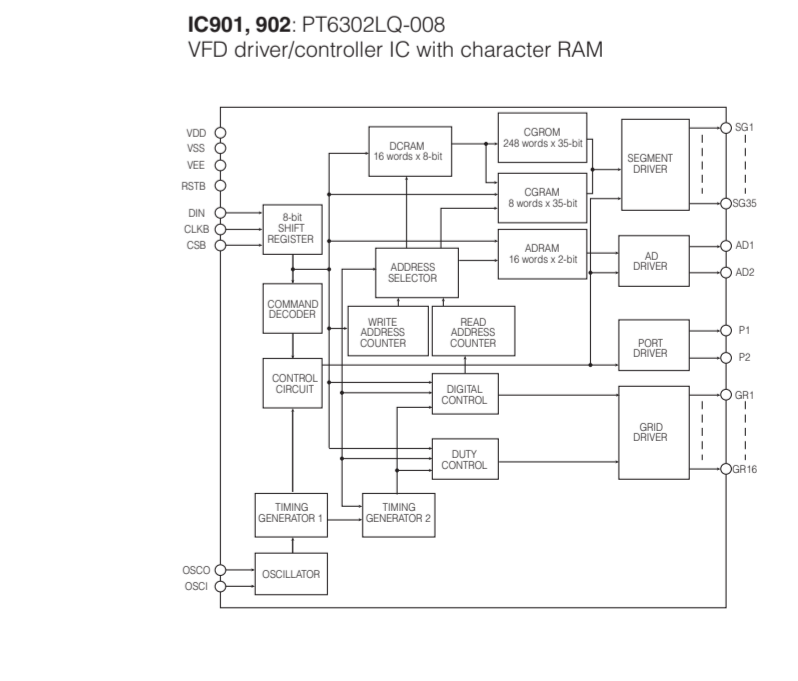 IC901, 902: PT6302LQ-008
VFD driver/controller IC with character RAM
VDD
VSS
VEE
RSTB
DIN
CLKB
CSB
OSCO
OSCI
8-bit
SHIFT
REGISTER
COMMAND
DECODER
CONTROL
CIRCUIT
TIMING
GENERATOR 1
OSCILLATOR
DCRAM
16 words x 8-bit
ADDRESS
SELECTOR
WRITE
ADDRESS
COUNTER
READ
ADDRESS
COUNTER
DIGITAL
CONTROL
DUTY
CONTROL
TIMING
GENERATOR 2
CGROM
248 words x 35-bit
CGRAM
8 words x 35-bit
ADRAM
16 words x 2-bit
SEGMENT
DRIVER
AD
DRIVER
PORT
DRIVER
GRID
DRIVER
SG1
SG35
AD1
AD2
P1
P2
GR1
GR16